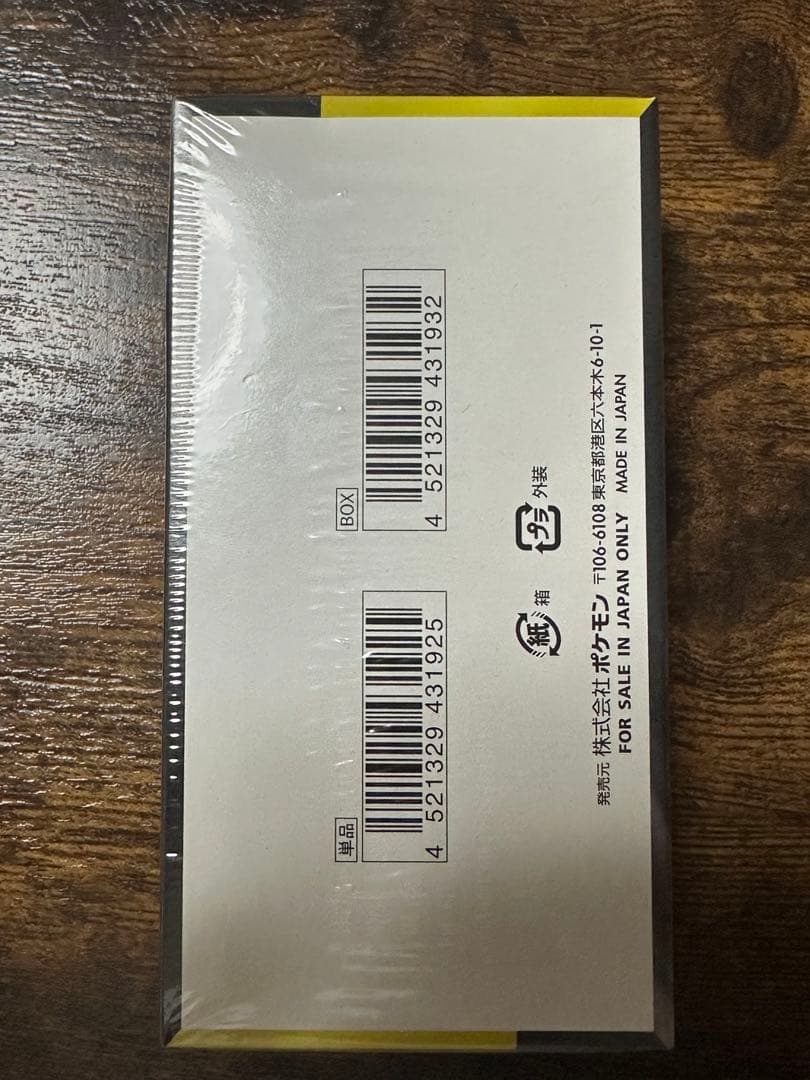 単品
4 521329 431925
BOX
4 521329 431932
紙 箱
プラ 外装
発売元 株式会社 ポケモン 〒106-6108 東京都港区六本木6-10-1
FOR SALE IN JAPAN ONLY MADE IN JAPAN